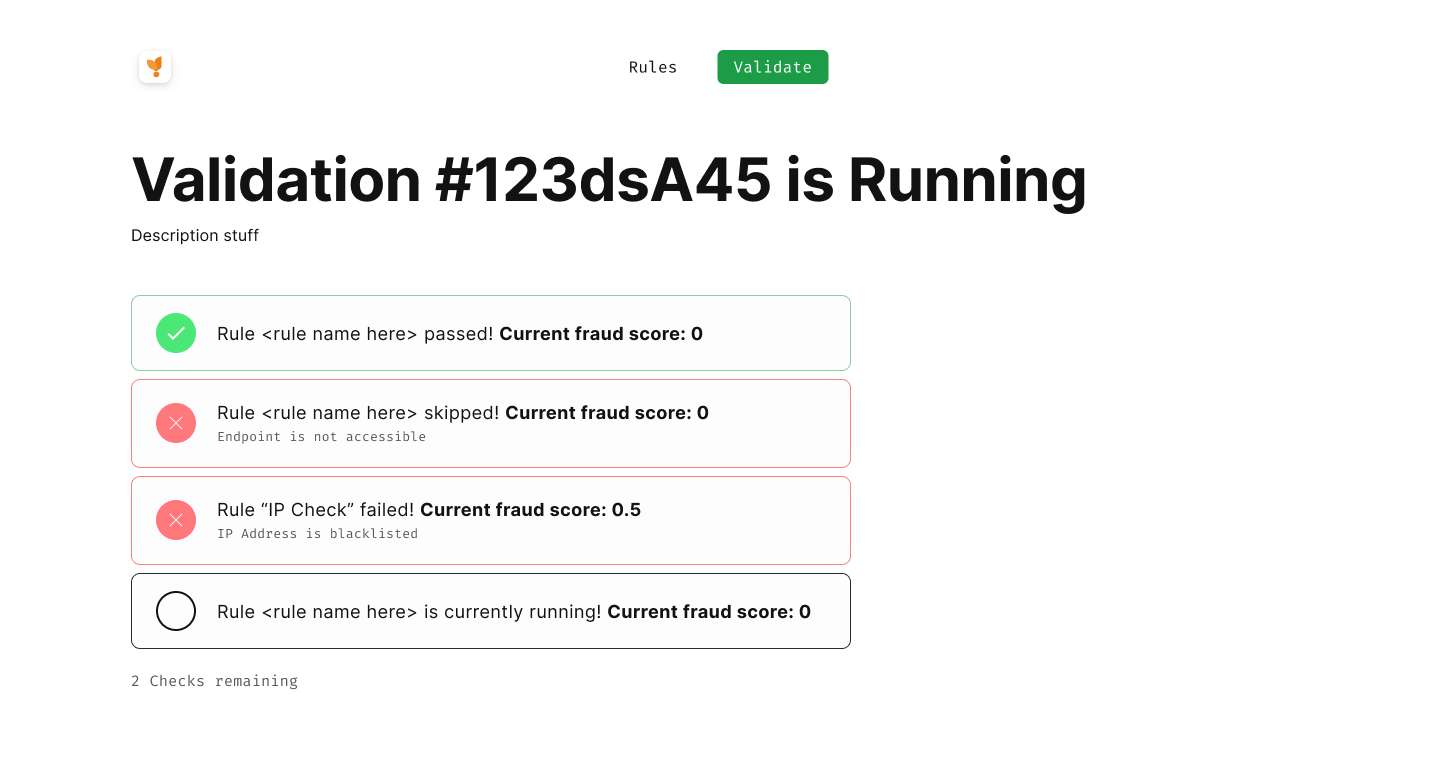 Rules Validate
Validation #123dsA45 is Running
Description stuff
Rule <rule name here> passed! Current fraud score: 0
Rule <rule name here> skipped! Current fraud score: 0
Endpoint is not accessible
Rule “IP Check” failed! Current fraud score: 0.5
IP Address is blacklisted
Rule <rule name here> is currently running! Current fraud score: 0
2 Checks remaining